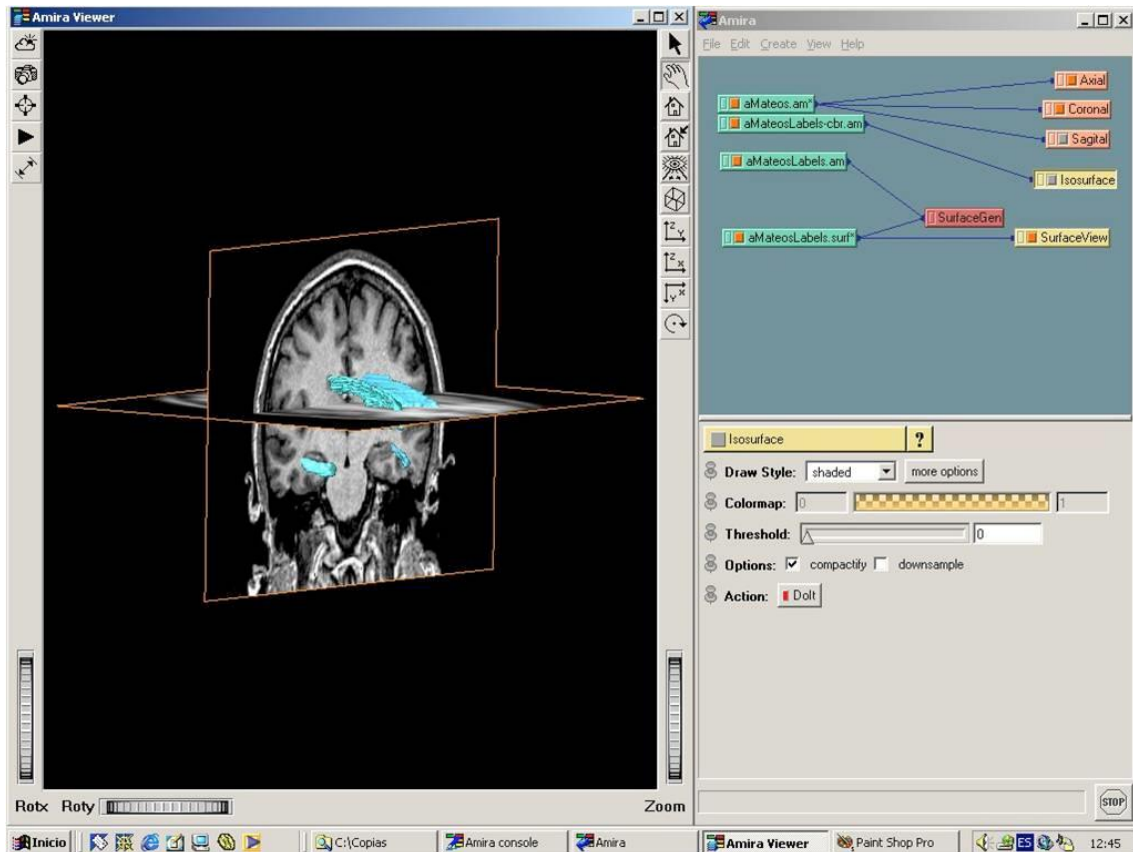 Amira Viewer
Rotx Roty
Zoom
Amira
File Edit Create View Help
Axial
aMateos.am*
Coronal
aMateosLabels-cbr.am
Sagital
aMateosLabels.am
Isosurface
SurfaceGen
aMateosLabels.surf*
SurfaceView
Isosurface ?
Draw Style: shaded more options
Colormap: 0 1
Threshold: 0
Options: compactify downsample
Action: DoIt
STOP
Inicio C:\Copias Amira console Amira Amira Viewer Paint Shop Pro ES 12:45